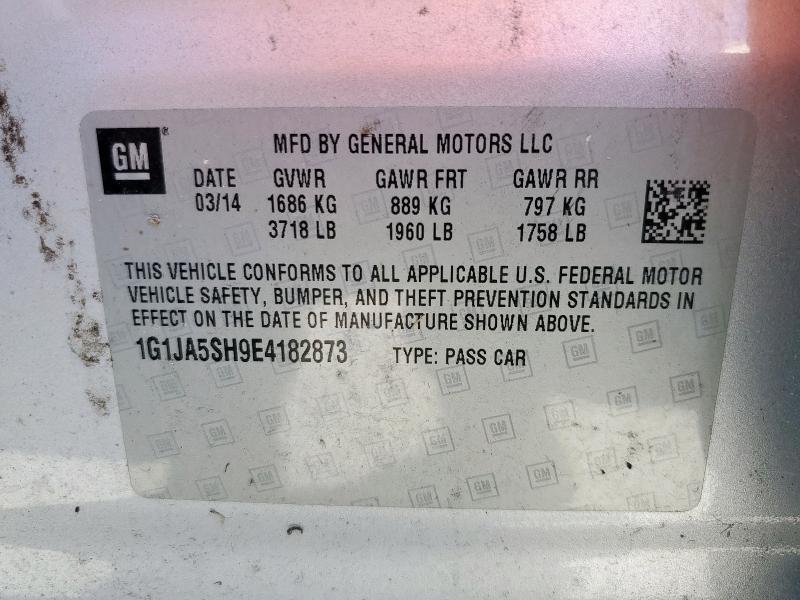 GM ®
MFD BY GENERAL MOTORS LLC
DATE GVWR GAWR FRT GAWR RR
03/14 1686 KG 889 KG 797 KG
3718 LB 1960 LB 1758 LB
THIS VEHICLE CONFORMS TO ALL APPLICABLE U.S. FEDERAL MOTOR
VEHICLE SAFETY, BUMPER, AND THEFT PREVENTION STANDARDS IN
EFFECT ON THE DATE OF MANUFACTURE SHOWN ABOVE.
1G1JA5SH9E4182873 TYPE: PASS CAR